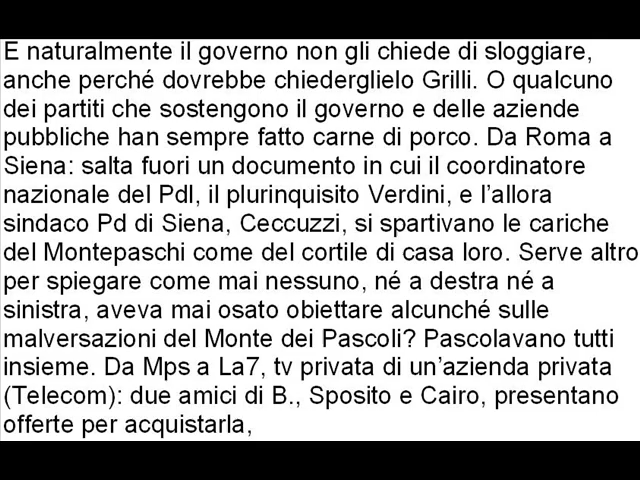 E naturalmente il governo non gli chiede di sloggiare,
anche perché dovrebbe chiederglielo Grilli. O qualcuno
dei partiti che sostengono il governo e delle aziende
pubbliche han sempre fatto carne di porco. Da Roma a
Siena: salta fuori un documento in cui il coordinatore
nazionale del Pdl, il plurinquisito Verdini, e l’allora
sindaco Pd di Siena, Ceccuzzi, si spartivano le cariche
del Montepaschi come del cortile di casa loro. Serve altro
per spiegare come mai nessuno, né a destra né a
sinistra, aveva mai osato obiettare alcunché sulle
malversazioni del Monte dei Pascoli? Pascolavano tutti
insieme. Da Mps a La7, tv privata di un’azienda privata
(Telecom): due amici di B., Sposito e Cairo, presentano
offerte per acquistarla,